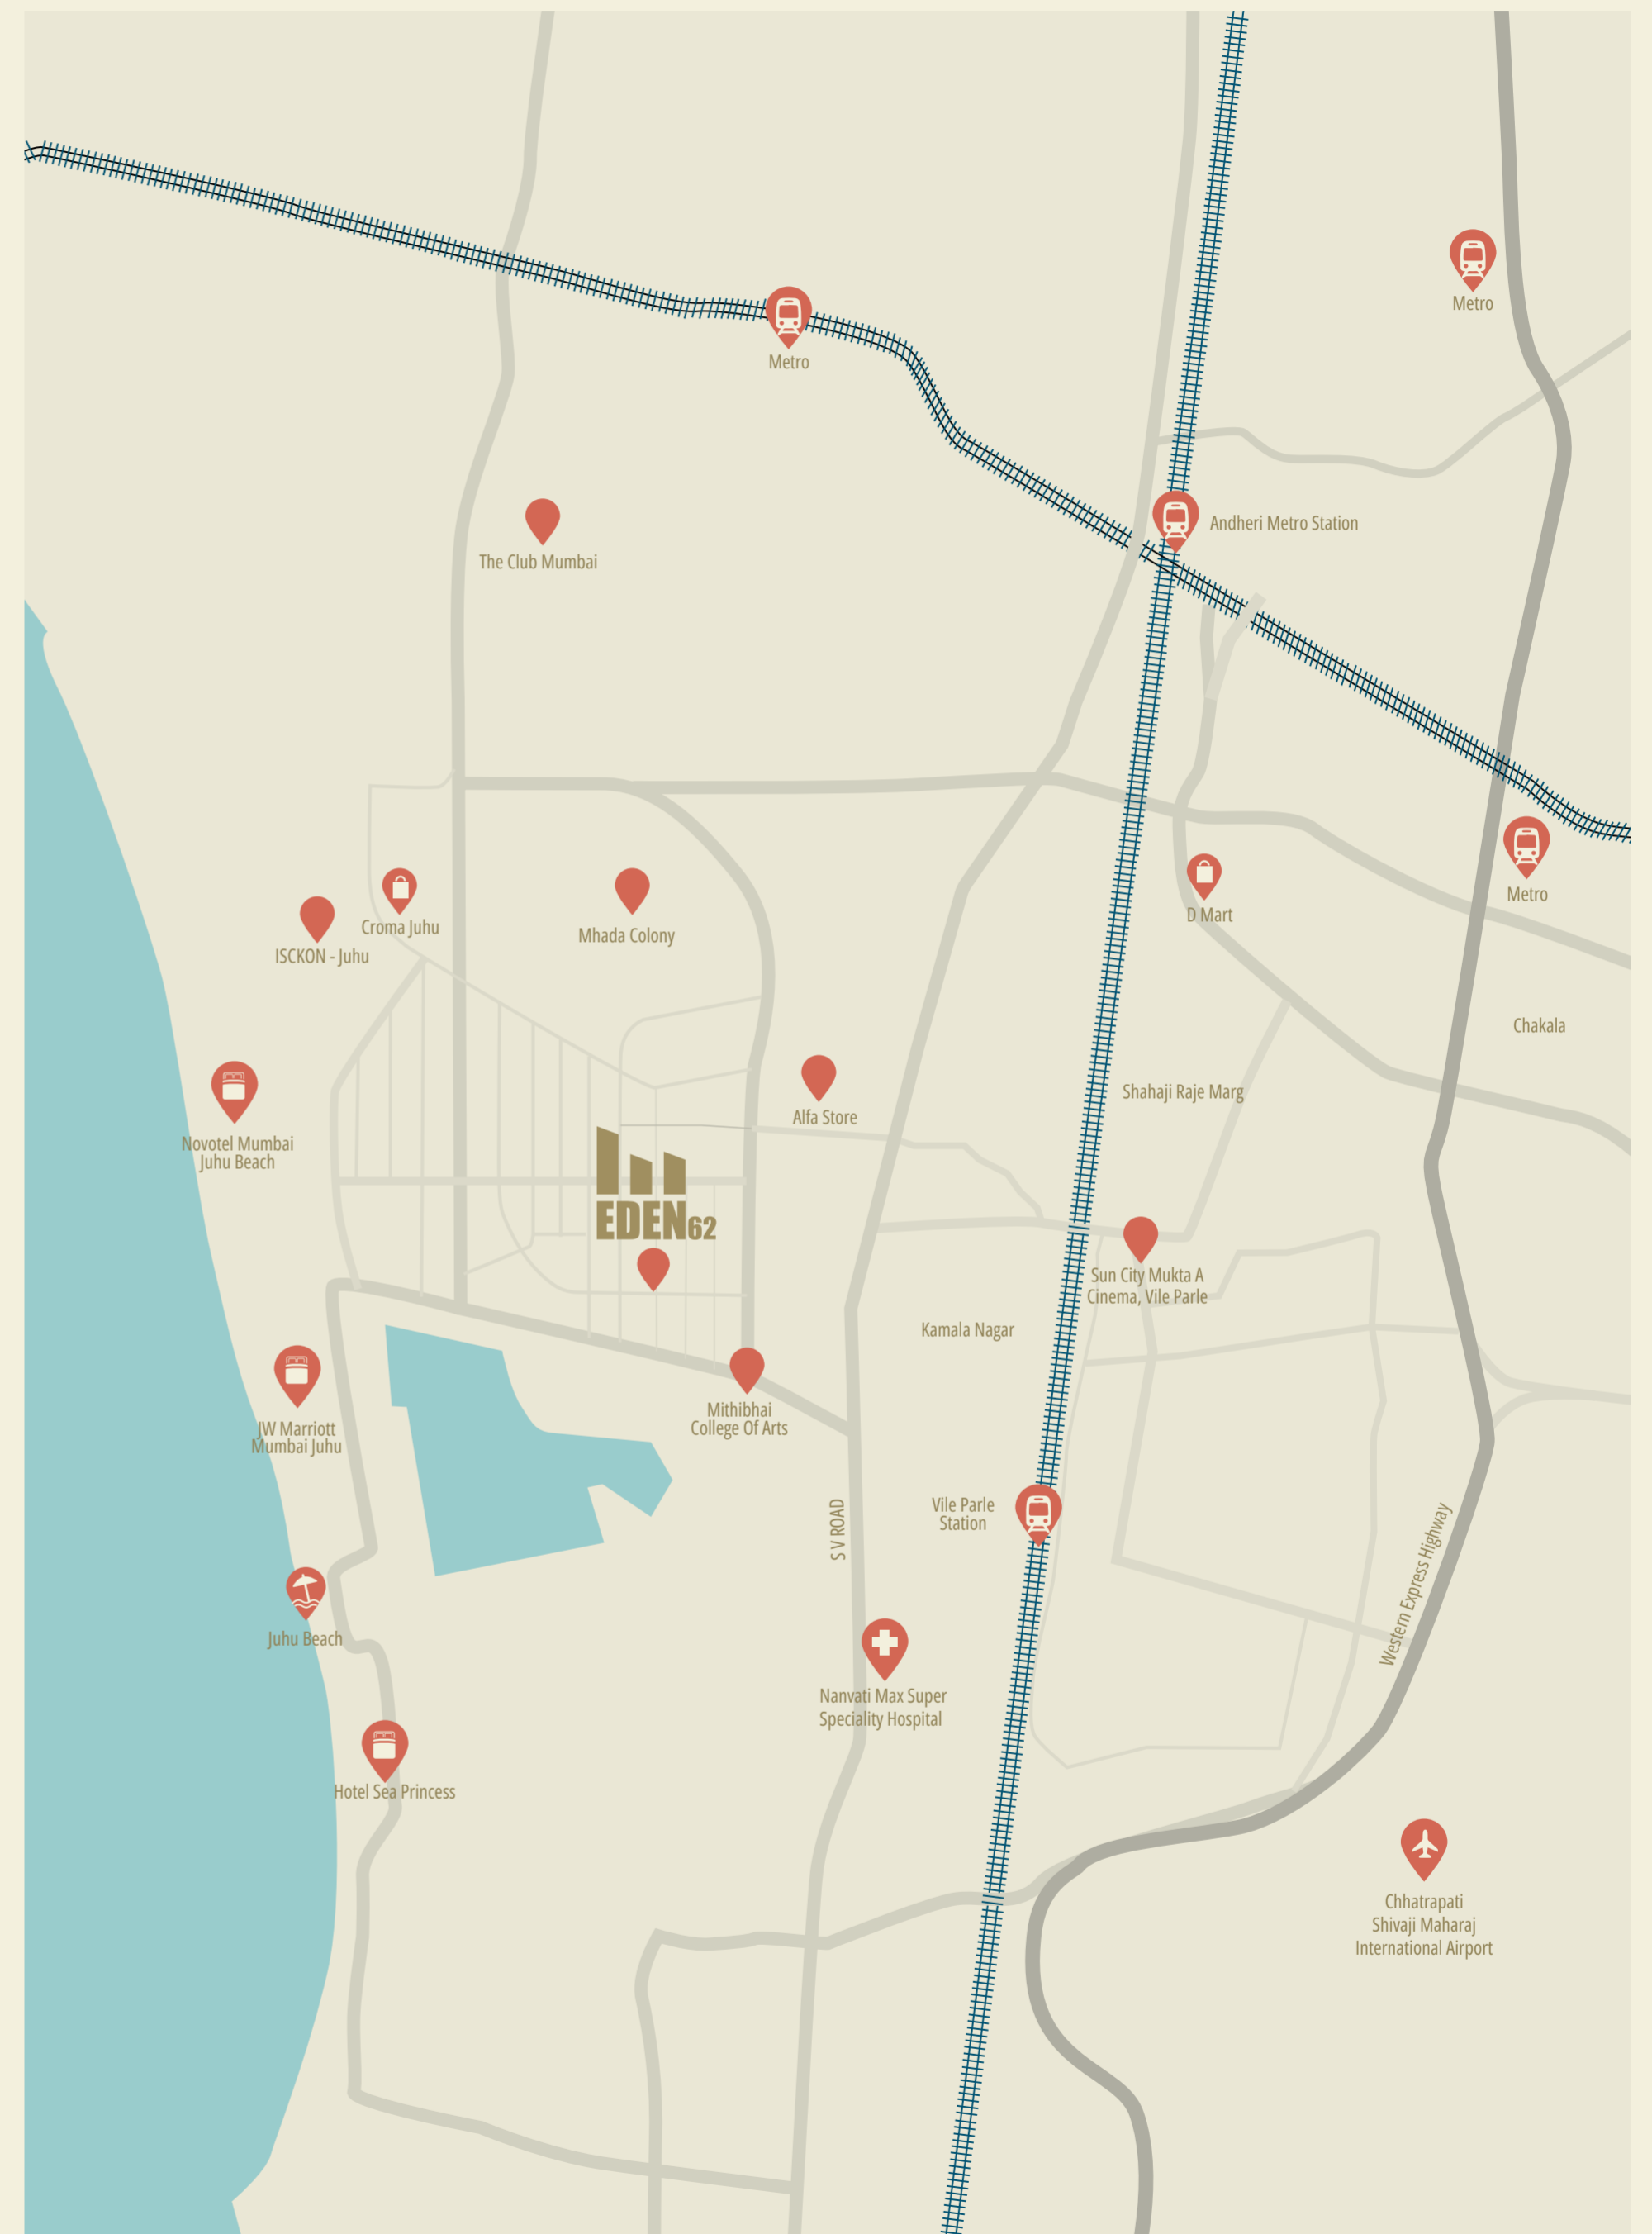 Metro
Metro
Andheri Metro Station
The Club Mumbai
Metro
D Mart
Croma Juhu
Mhada Colony
ISCKON - Juhu
Chakala
Shahaji Raje Marg
Alfa Store
Novotel Mumbai
Juhu Beach
EDEN62
Sun City Mukta A
Cinema, Vile Parle
Kamala Nagar
Mithibhai
College Of Arts
JW Marriott
Mumbai Juhu
S V ROAD
Vile Parle
Station
Western Express Highway
Juhu Beach
Nanvati Max Super
Speciality Hospital
Hotel Sea Princess
Chhatrapati
Shivaji Maharaj
International Airport